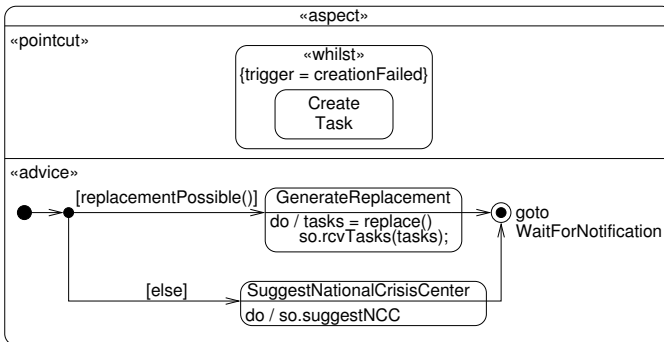 «aspect»
«pointcut»
«whilst»
{trigger = creationFailed}
Create
Task
«advice»
[replacementPossible()]
GenerateReplacement
do / tasks = replace()
so.rcvTasks(tasks);
goto
WaitForNotification
[else]
SuggestNationalCrisisCenter
do / so.suggestNCC